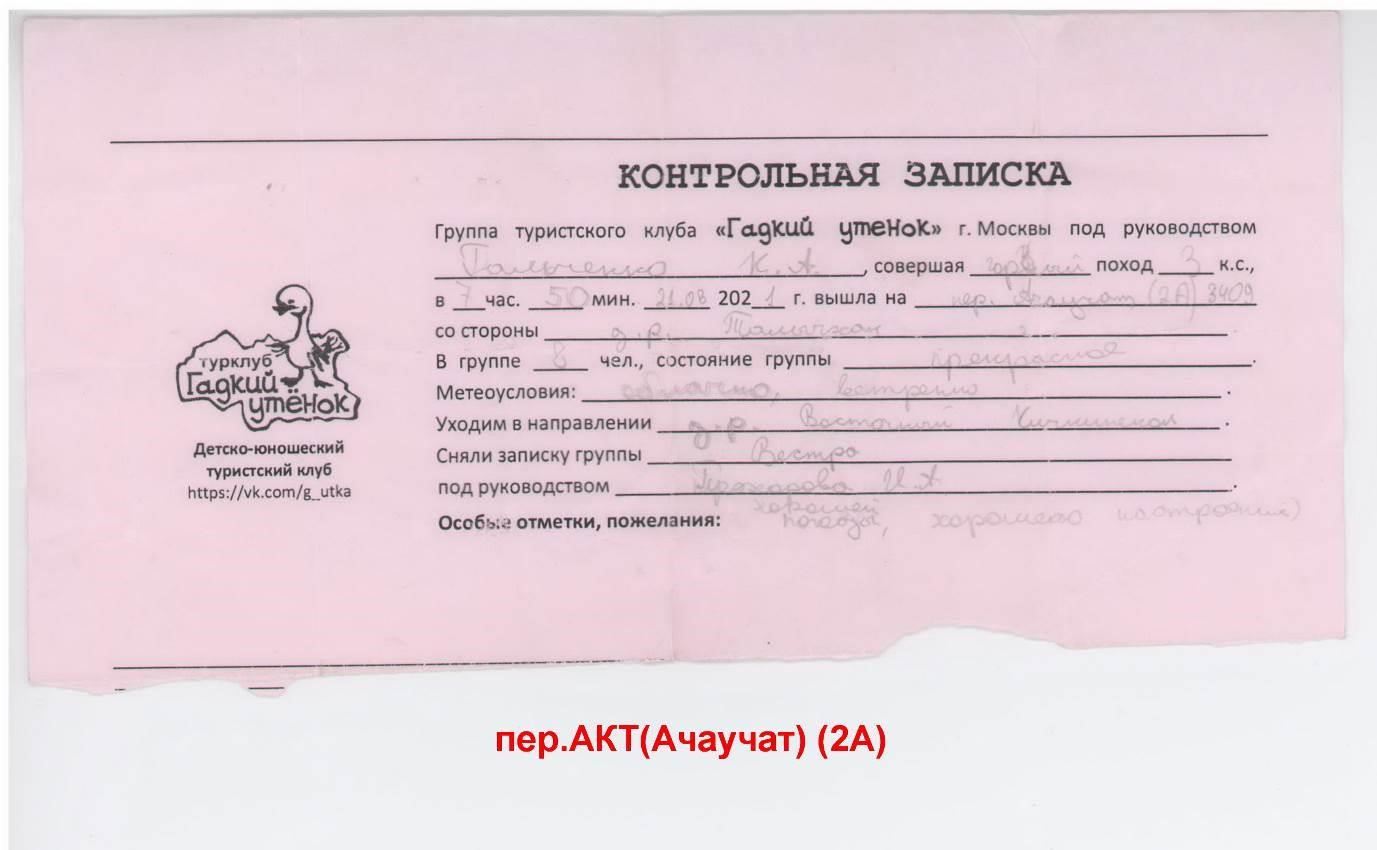 КОНТРОЛЬНАЯ ЗАПИСКА
Группа туристского клуба «Гадкий утенок» г. Москвы под руководством
К.А. , совершая горный поход 3 к.с.,
в 7 час. 50 мин. 21.08 2021 г. вышла на пер. Ачаучат (2А) 3409
со стороны д.р.
В группе 8 чел., состояние группы прекрасное .
Метеоусловия: облачно, ветренно .
Уходим в направлении д.р. Восточный .
Сняли записку группы Вестра
под руководством Прохорова И.А .
Особые отметки, пожелания: хорошей погоды, хорошего настроения)
турклуб
Гадкий
утёнок
Детско-юношеский
туристский клуб
https://vk.com/g_utka
пер.АКТ(Ачаучат) (2А)